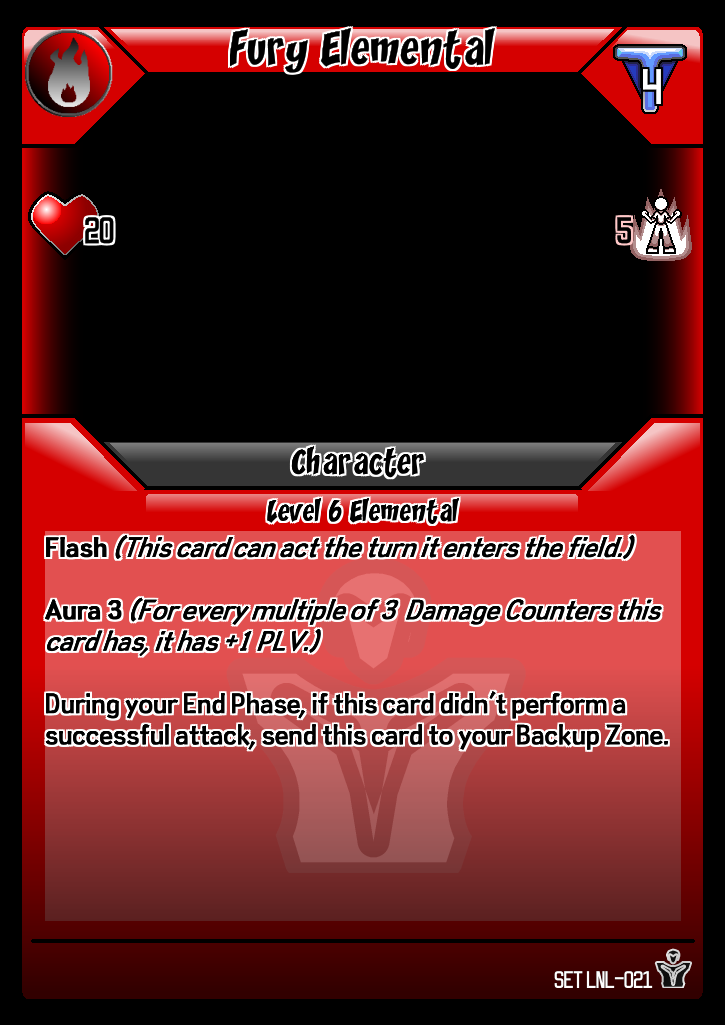 Fury Elemental
4
20
5
Character
Level 6 Elemental
Flash (This card can act the turn it enters the field.)
Aura 3 (For every multiple of 3 Damage Counters this
card has, it has +1 PLV.)
During your End Phase, if this card didn't perform a
successful attack, send this card to your Backup Zone.
SET LNL-021